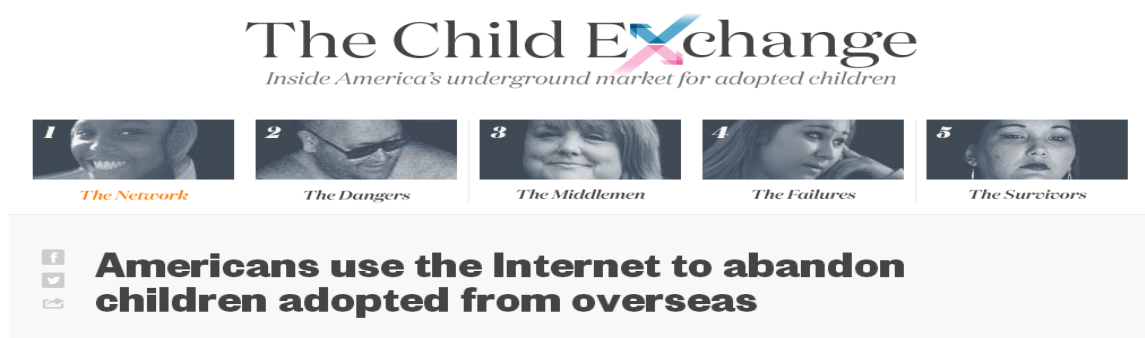 The Child Exchange
Inside America's underground market for adopted children
1
2
3
4
5
The Network
The Dangers
The Middlemen
The Failures
The Survivors
Americans use the Internet to abandon
children adopted from overseas